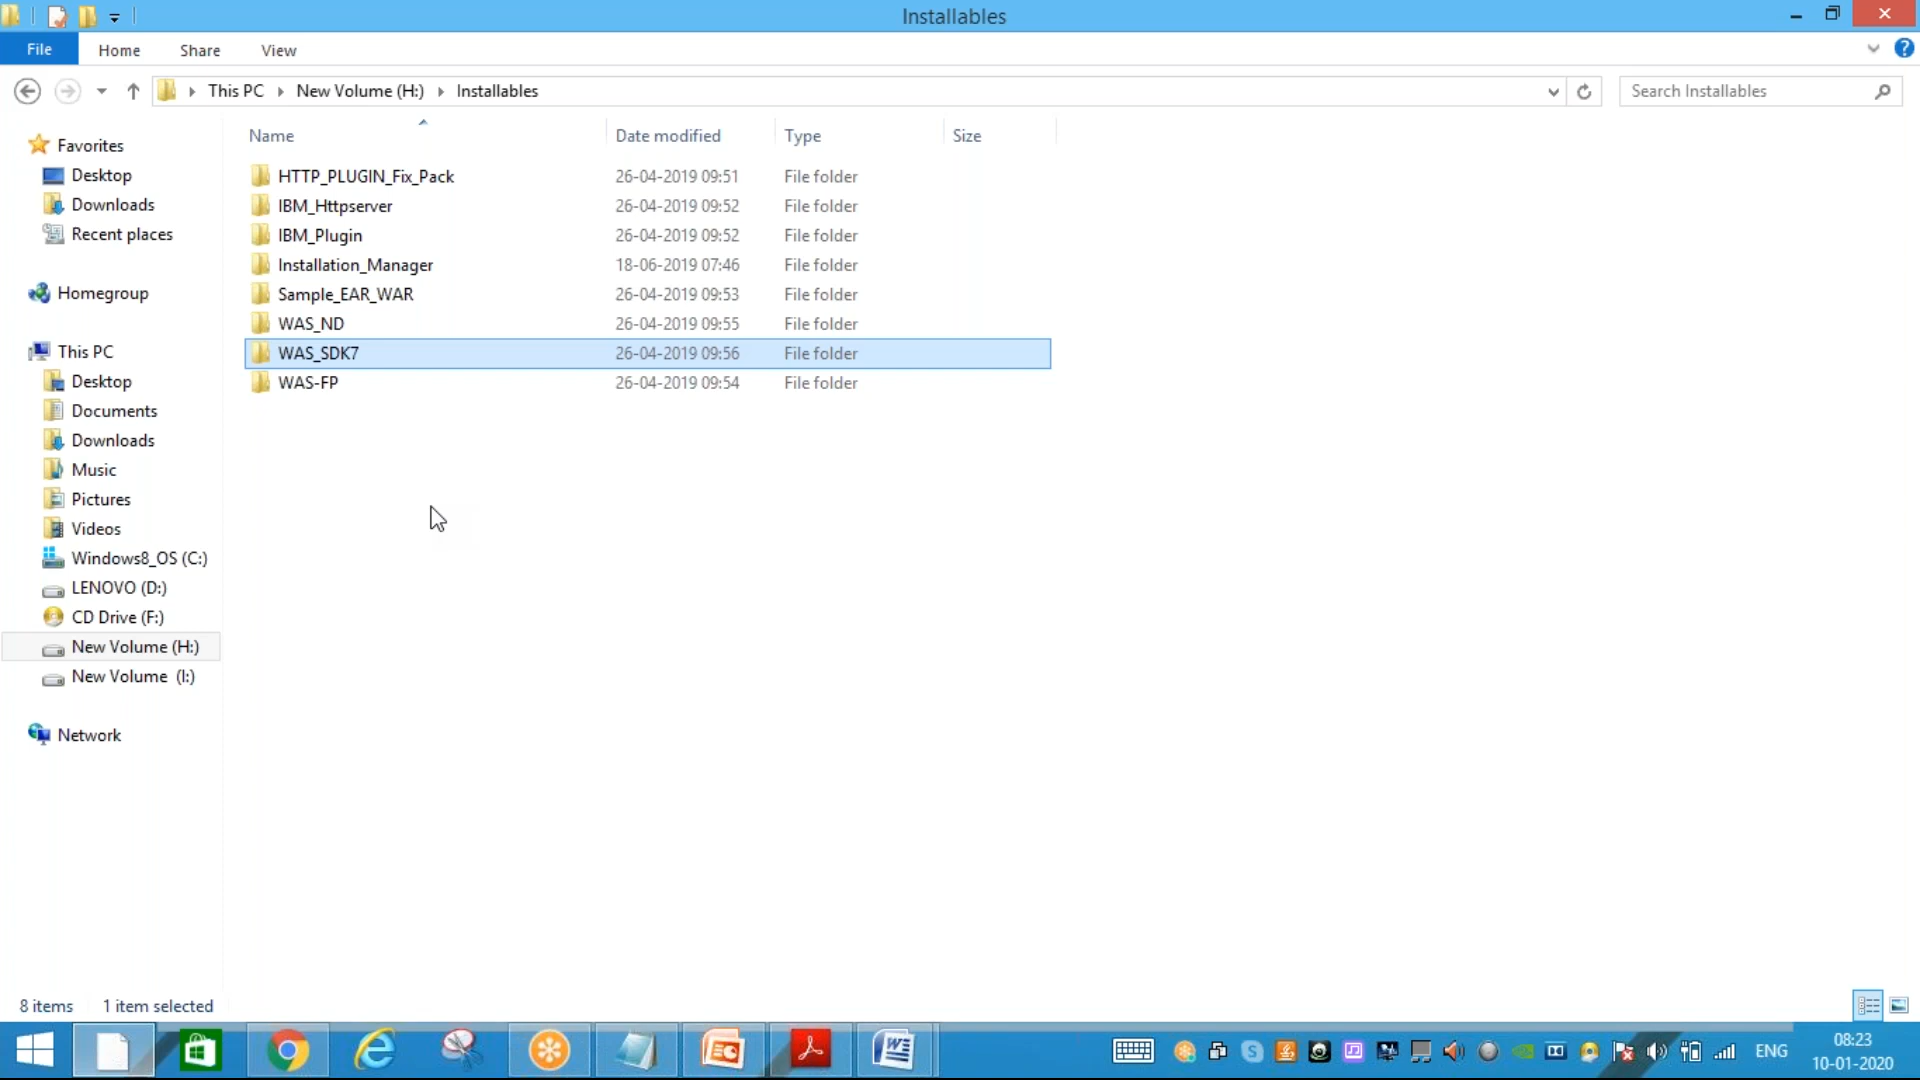 Installables
File Home Share View
This PC New Volume (H:) Installables Search Installables
Name Date modified Type Size
HTTP_PLUGIN_Fix_Pack 26-04-2019 09:51 File folder
IBM_Httpserver 26-04-2019 09:52 File folder
IBM_Plugin 26-04-2019 09:52 File folder
Installation_Manager 18-06-2019 07:46 File folder
Sample_EAR_WAR 26-04-2019 09:53 File folder
WAS_ND 26-04-2019 09:55 File folder
WAS_SDK7 26-04-2019 09:56 File folder
WAS-FP 26-04-2019 09:54 File folder
Favorites
Desktop
Downloads
Recent places
Homegroup
This PC
Desktop
Documents
Downloads
Music
Pictures
Videos
Windows8_OS (C:)
LENOVO (D:)
CD Drive (F:)
New Volume (H:)
New Volume (I:)
Network
8 items 1 item selected
ENG 08:23
10-01-2020